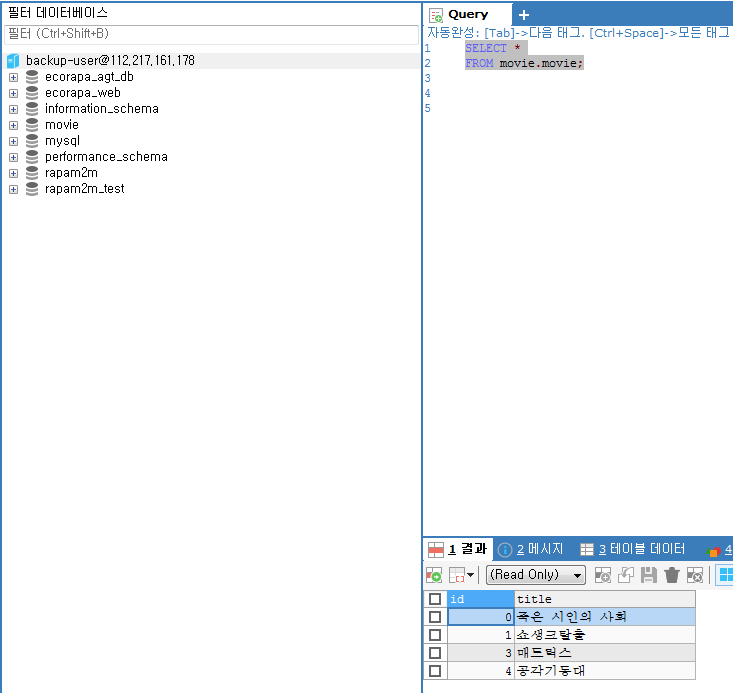 필터 데이터베이스
필터 (Ctrl+Shift+B)
backup-user@112.217.161.178
ecorapa_agt_db
ecorapa_web
information_schema
movie
mysql
performance_schema
rapam2m
rapam2m_test
Query
자동완성: [Tab]->다음 태그. [Ctrl+Space]->모든 태그
1 SELECT *
2 FROM movie.movie;
3
4
5
1 결과 2 메시지 3 테이블 데이터 4
(Read Only)
id title
0 죽은 시인의 사회
1 쇼생크탈출
3 매트릭스
4 공각기동대